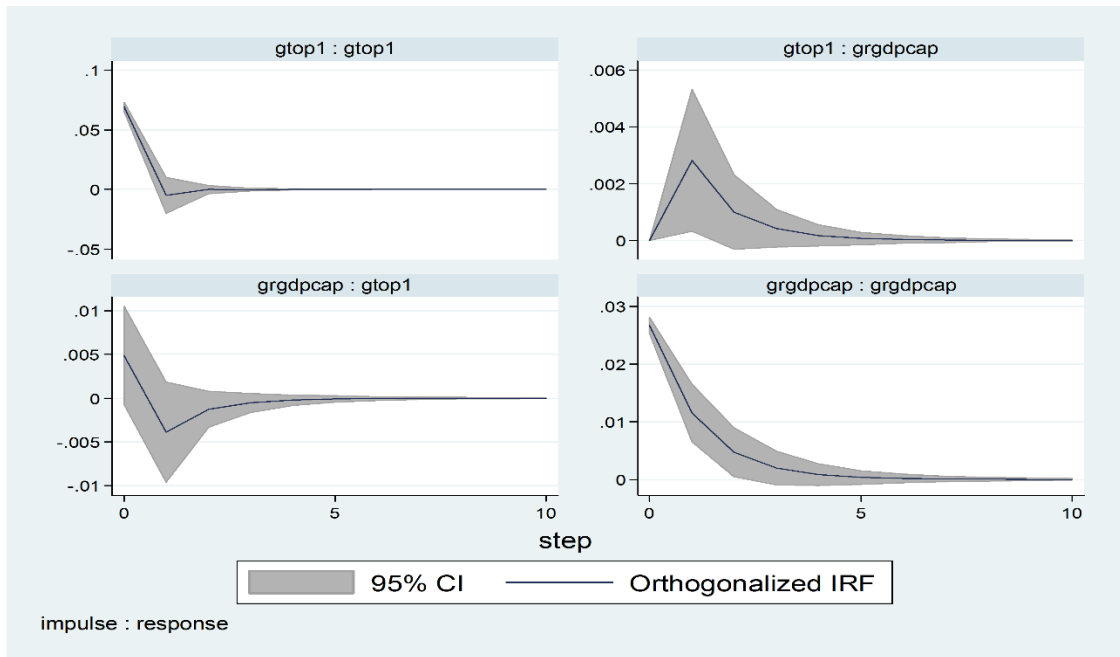 gtop1 : gtop1
.1
.05
0
-.05
gtop1 : grgdpcap
.006
.004
.002
0
grgdpcap : gtop1
.01
.005
0
-.005
-.01
0 5 10
grgdpcap : grgdpcap
.03
.02
.01
0
0 5 10
step
95% CI Orthogonalized IRF
impulse : response